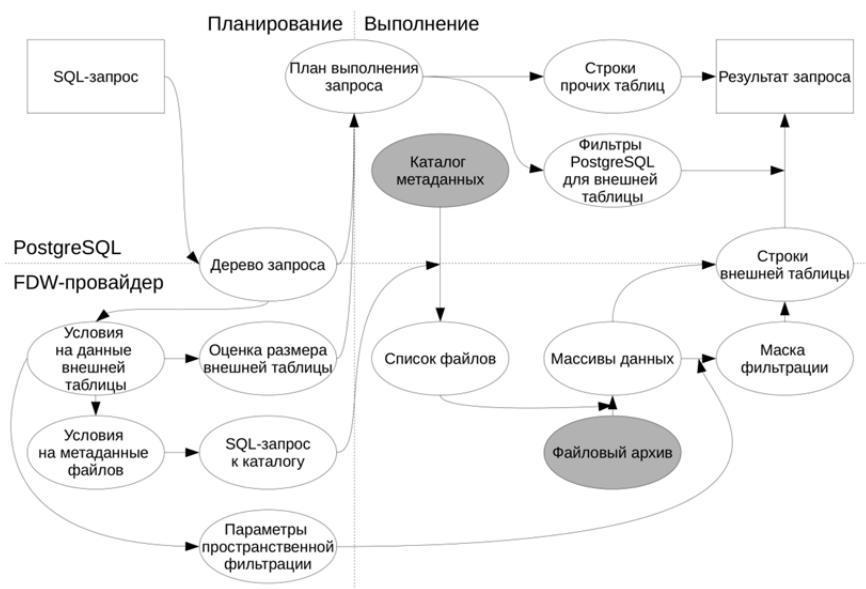 Планирование
Выполнение
SQL-запрос
План выполнения
запроса
Строки
прочих таблиц
Результат запроса
Каталог
метаданных
Фильтры
PostgreSQL
для внешней
таблицы
PostgreSQL
Дерево запроса
Строки
внешней таблицы
FDW-провайдер
Условия
на данные
внешней
таблицы
Оценка размера
внешней таблицы
Список файлов
Массивы данных
Маска
фильтрации
Условия
на метаданные
файлов
SQL-запрос
к каталогу
Файловый архив
Параметры
пространственной
фильтрации